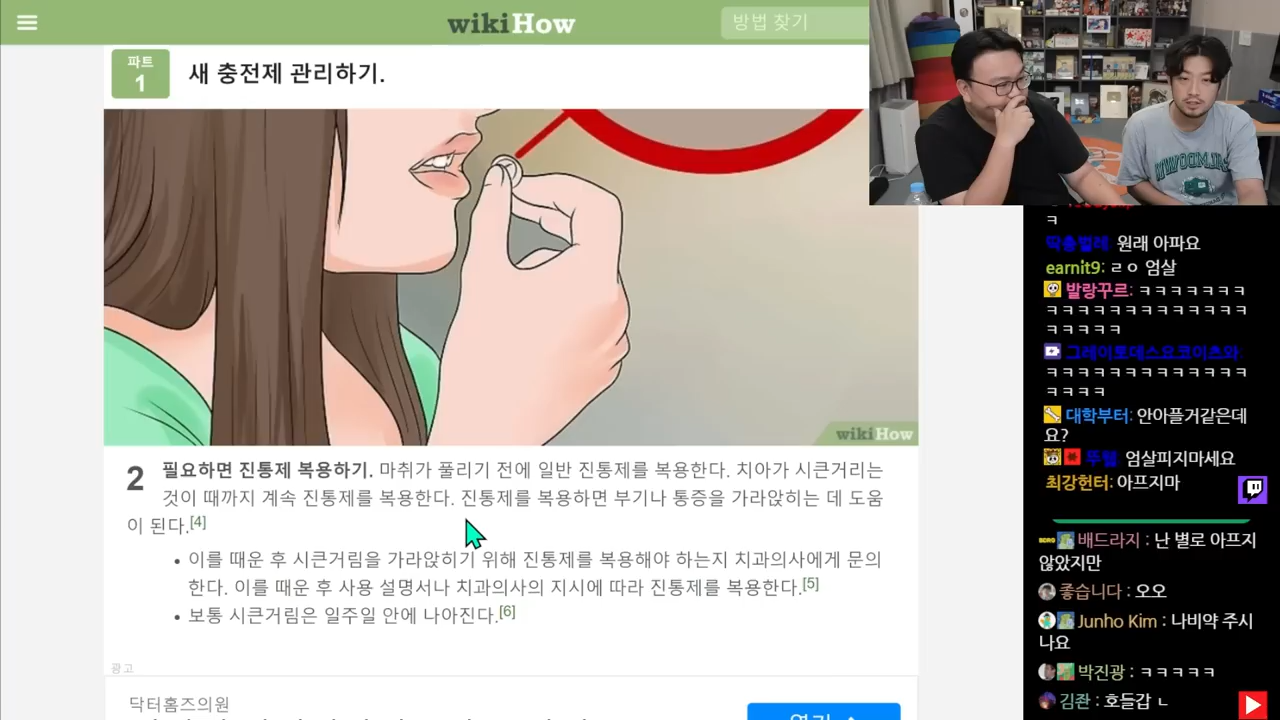 wikiHow
방법 찾기
파트
1
새 충전제 관리하기.
wikiHow
2 필요하면 진통제 복용하기. 마취가 풀리기 전에 일반 진통제를 복용한다. 치아가 시큰거리는
것이 때까지 계속 진통제를 복용한다. 진통제를 복용하면 부기나 통증을 가라앉히는 데 도움
이 된다.[4]
• 이를 때운 후 시큰거림을 가라앉히기 위해 진통제를 복용해야 하는지 치과의사에게 문의
한다. 이를 때운 후 사용 설명서나 치과의사의 지시에 따라 진통제를 복용한다.[5]
• 보통 시큰거림은 일주일 안에 나아진다.[6]
광고
닥터홈즈의원
ㅋ
딱충벌레 원래 아파요
earnit9: ㄹㅇ 엄살
발랑꾸르: ㅋㅋㅋㅋㅋㅋㅋ
ㅋㅋㅋㅋㅋㅋㅋㅋㅋㅋㅋㅋㅋ
ㅋㅋㅋㅋㅋ
그레이토데스요코이츠와:
ㅋㅋㅋㅋㅋㅋㅋㅋㅋㅋㅋㅋㅋ
ㅋㅋㅋㅋ
대학부터: 안아플거같은데
요?
엄살피지마세요
최강헌터: 아프지마
배드라지 : 난 별로 아프지
않았지만
좋습니다 : 오오
Junho Kim : 나비약 주시
나요
박진광 : ㅋㅋㅋㅋㅋ
김좐 : 호들갑 ㄴ